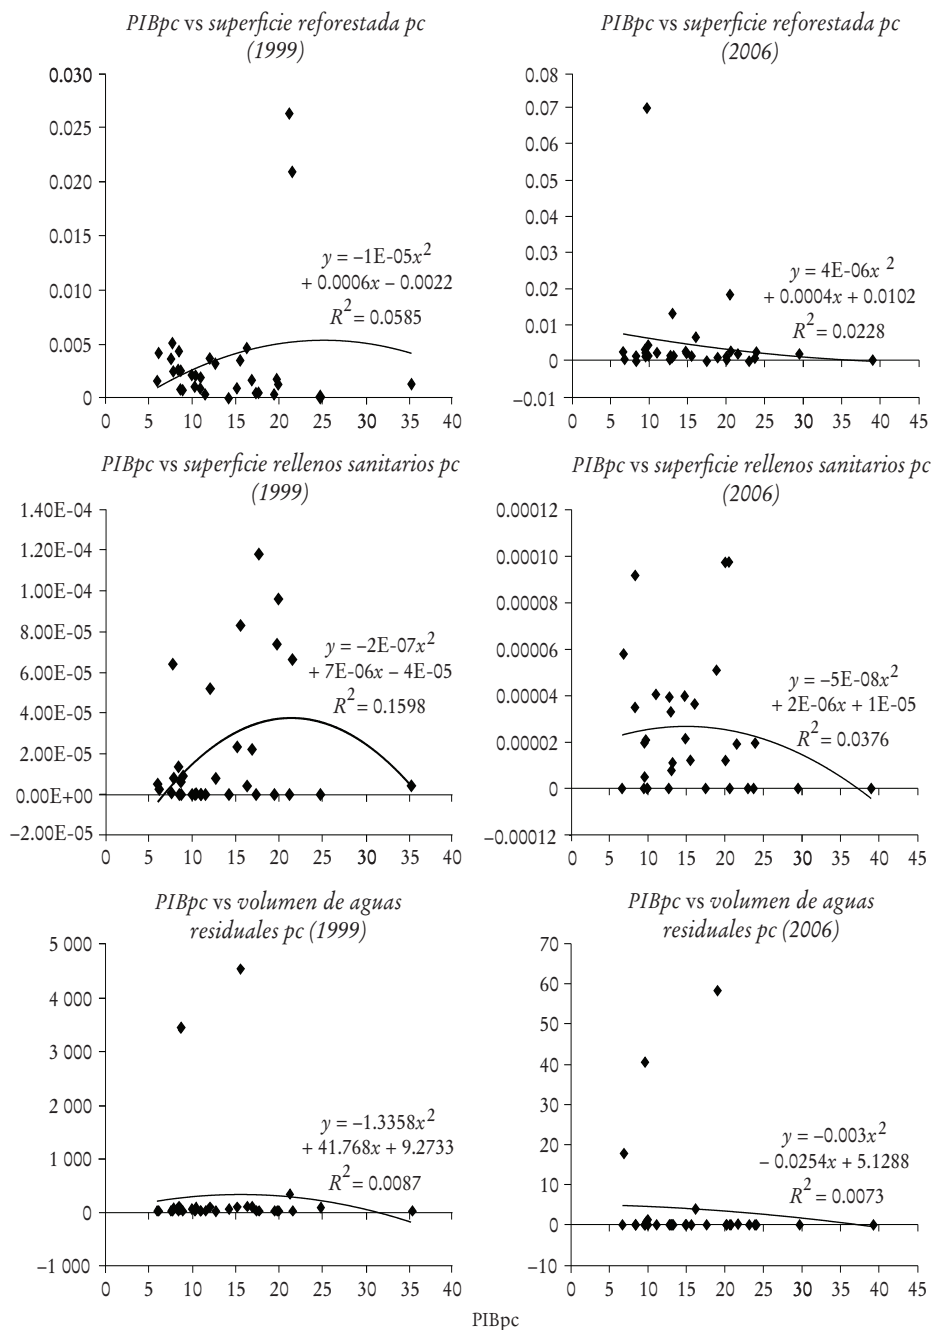 PIBpc vs superficie reforestada pc
(1999)
0.030
0.025
0.020
0.015
0.010
0.005
0
y = –1E-05x²
+ 0.0006x – 0.0022
R² = 0.0585
0 5 10 15 20 25 30 35 40
PIBpc vs superficie reforestada pc
(2006)
0.08
0.07
0.06
0.05
0.04
0.03
0.02
0.01
0
–0.01
y = 4E-06x ²
+ 0.0004x + 0.0102
R² = 0.0228
0 5 10 15 20 25 30 35 40 45
PIBpc vs superficie rellenos sanitarios pc
(1999)
1.40E-04
1.20E-04
1.00E-04
8.00E-05
6.00E-05
4.00E-05
2.00E-05
0.00E+00
–2.00E-05
y = –2E-07x²
+ 7E-06x – 4E-05
R² = 0.1598
0 5 10 15 20 25 30 35 40
PIBpc vs superficie rellenos sanitarios pc
(2006)
0.00012
0.00010
0.00008
0.00006
0.00004
0.00002
0
–0.00012
y = –5E-08x²
+ 2E-06x + 1E-05
R² = 0.0376
0 5 10 15 20 25 30 35 40 45
PIBpc vs volumen de aguas
residuales pc (1999)
5 000
4 000
3 000
2 000
1 000
0
–1 000
y = –1.3358x²
+ 41.768x + 9.2733
R² = 0.0087
0 5 10 15 20 25 30 35 40
PIBpc vs volumen de aguas
residuales pc (2006)
70
60
50
40
30
20
10
0
–10
y = –0.003x²
– 0.0254x + 5.1288
R² = 0.0073
0 5 10 15 20 25 30 35 40 45
PIBpc